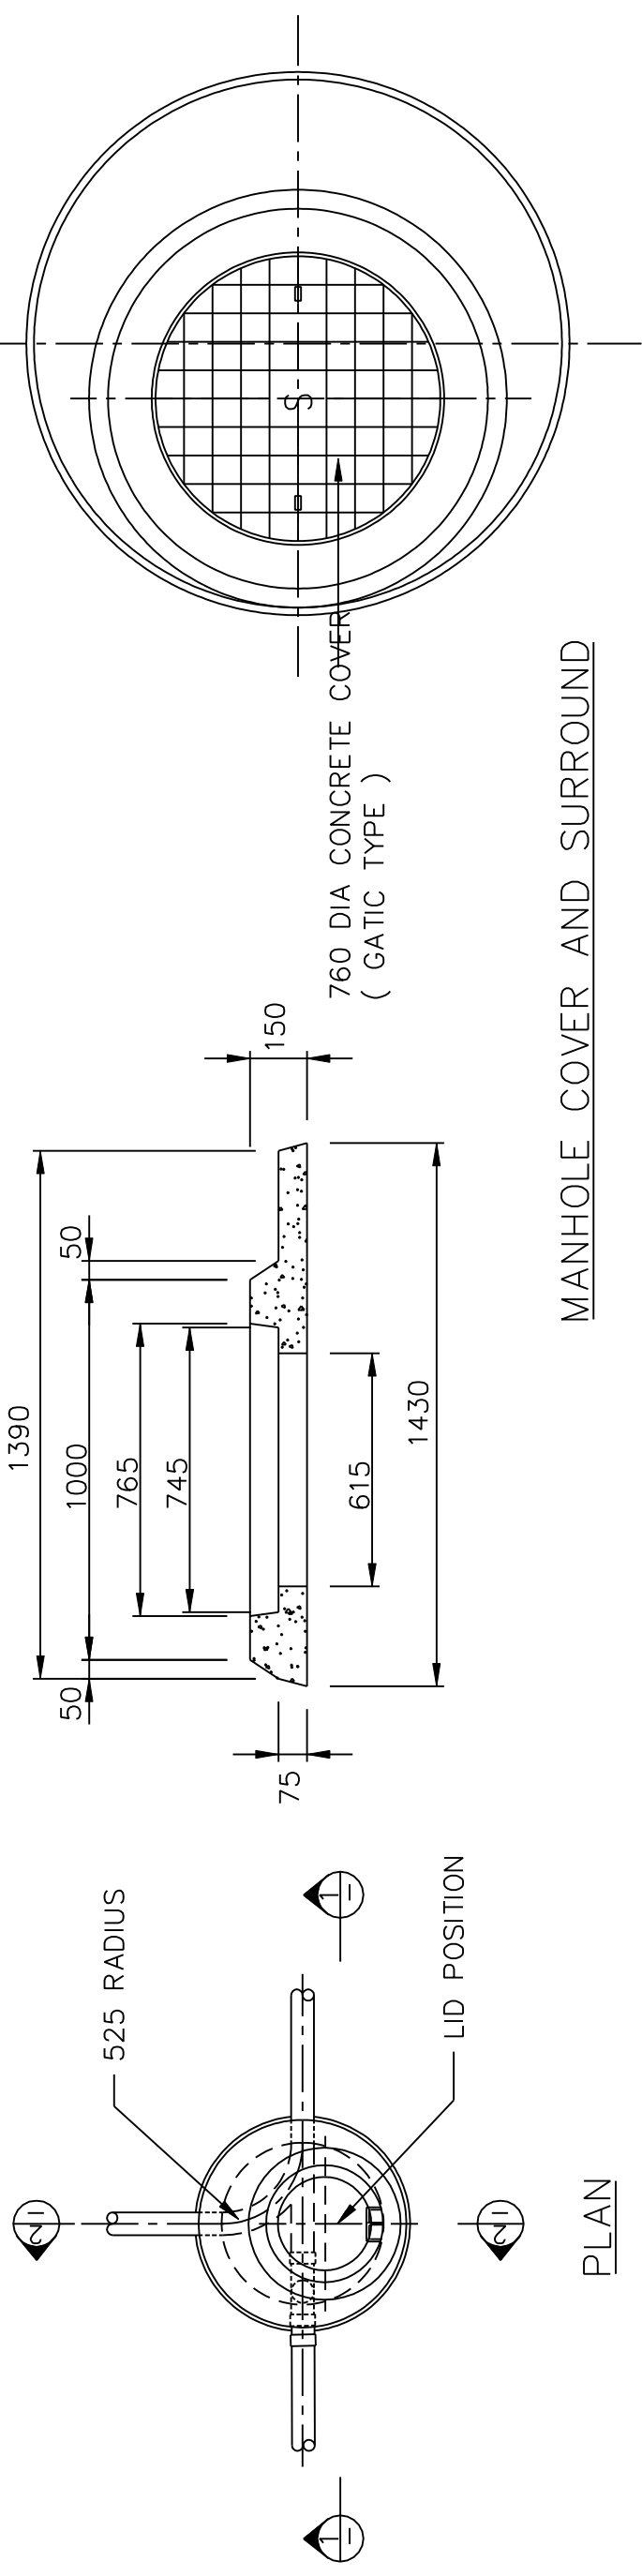 1390
50
1000
50
765
745
615
1430
150
75
S
760 DIA CONCRETE COVER
( GATIC TYPE )
MANHOLE COVER AND SURROUND
525 RADIUS
LID POSITION
1
–
1
–
2
–
2
–
PLAN